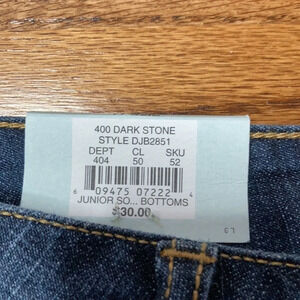 400 DARK STONE
STYLE DJB2851
DEPT CL SKU
404 50 52
6 09475 07222 4
JUNIOR SO... BOTTOMS
$30.00